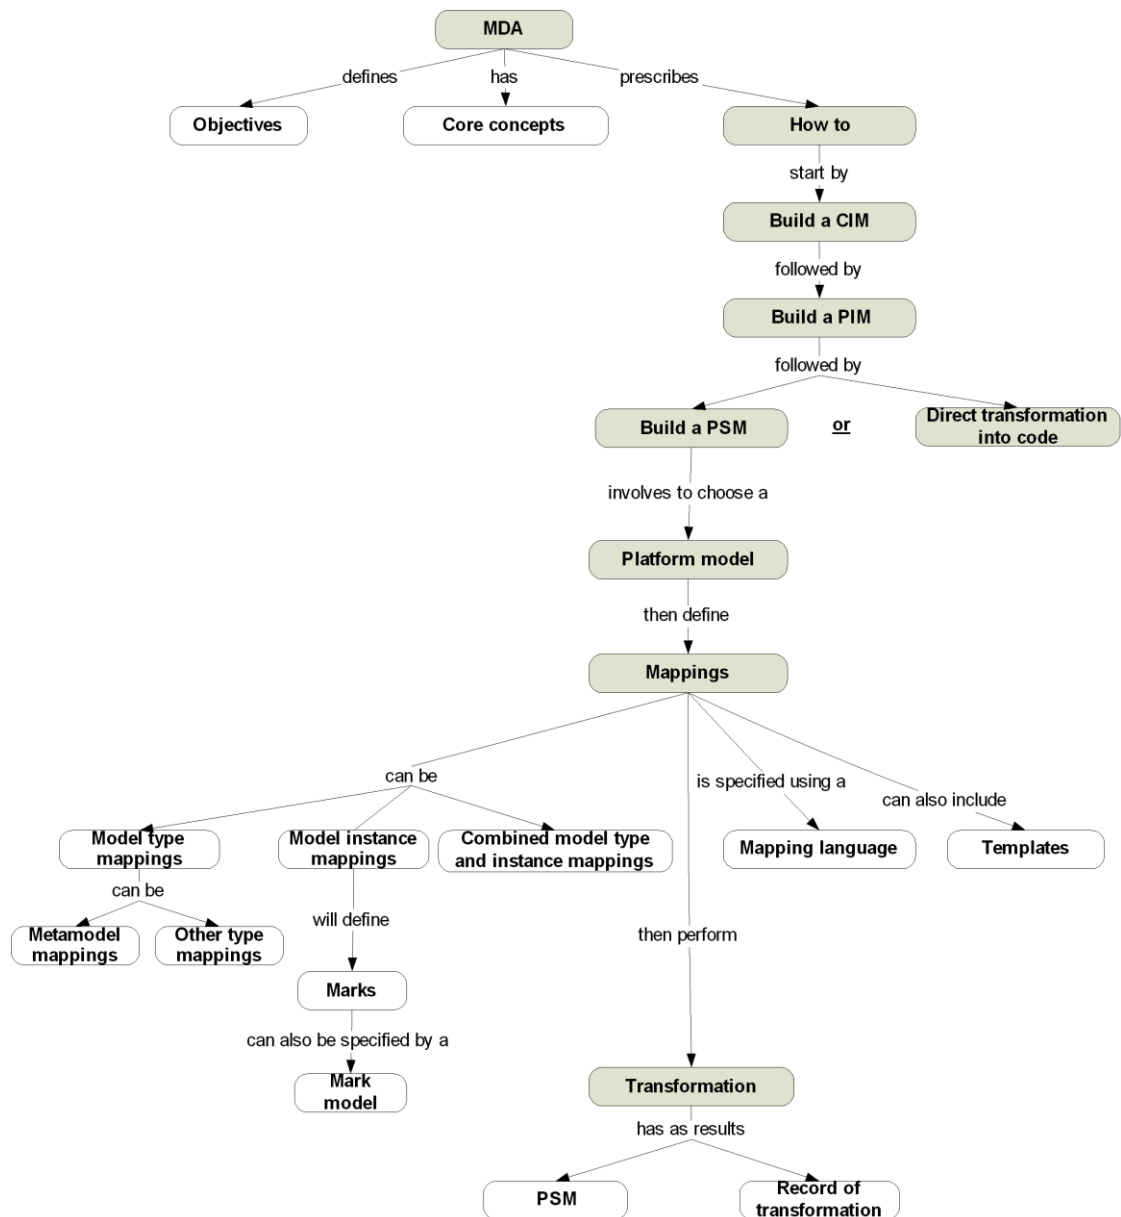 MDA
defines
has
prescribes
Objectives
Core concepts
How to
start by
Build a CIM
followed by
Build a PIM
followed by
Build a PSM
or
Direct transformation
into code
involves to choose a
Platform model
then define
Mappings
can be
is specified using a
can also include
Model type
mappings
Model instance
mappings
Combined model type
and instance mappings
Mapping language
Templates
can be
will define
Metamodel
mappings
Other type
mappings
then perform
Marks
can also be specified by a
Mark
model
Transformation
has as results
PSM
Record of
transformation